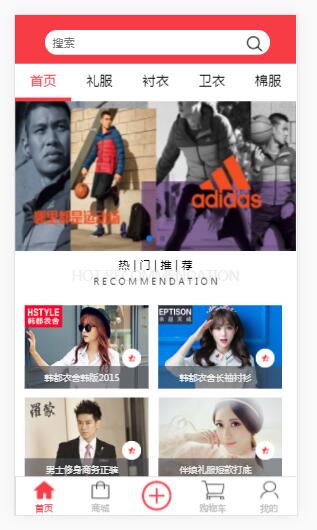 搜索
首页 礼服 衬衣 卫衣 棉服
哪里都是运动场
adidas
热 | 门 | 推 | 荐
HOT RECOMMENDATION
RECOMMENDATION
HSTYLE
韩都衣舍
韩都衣舍韩版2015
EPTISON
韩都衣舍长袖衬衫
男士修身商务正装
伴娘礼服短款打底
首页 商城 购物车 我的